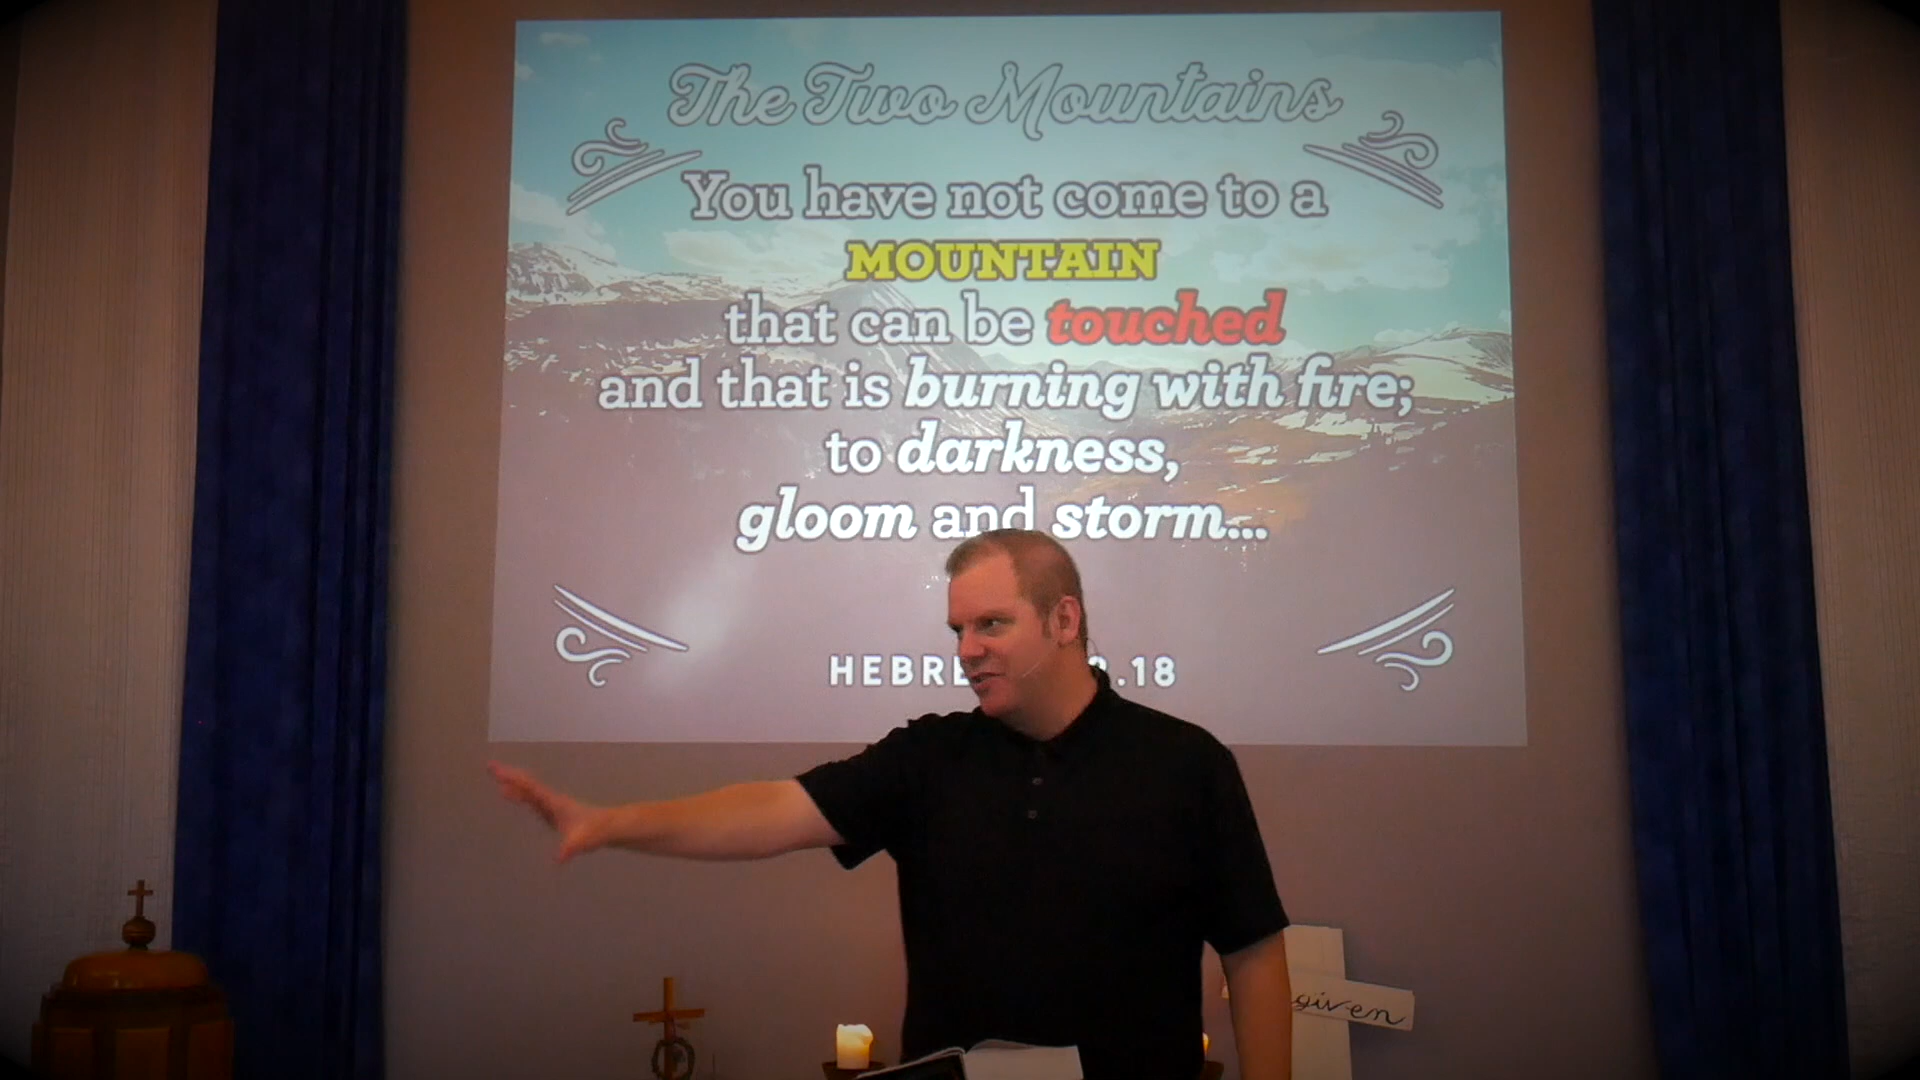 The Two Mountains
You have not come to a
MOUNTAIN
that can be touched
and that is burning with fire;
to darkness,
gloom and storm...
HEBRE .18
given